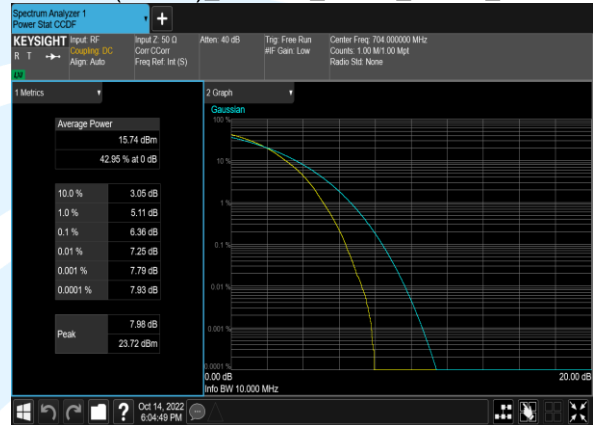 Spectrum Analyzer 1
Power Stat CCDF
+
KEYSIGHT
R T
LXI
Input: RF
Coupling: DC
Align: Auto
Input Z: 50 Ω
Corr CCorr
Freq Ref: Int (S)
Atten: 40 dB
Trig: Free Run
#IF Gain: Low
Center Freq: 704.000000 MHz
Counts: 1.00 M/1.00 Mpt
Radio Std: None
1 Metrics
Average Power
15.74 dBm
42.95 % at 0 dB
10.0 % 3.05 dB
1.0 % 5.11 dB
0.1 % 6.36 dB
0.01 % 7.25 dB
0.001 % 7.79 dB
0.0001 % 7.93 dB
Peak
7.98 dB
23.72 dBm
2 Graph
Gaussian
100 %
10 %
1 %
0.1 %
0.01 %
0.001 %
0.0001 %
0.00 dB 20.00 dB
Info BW 10.000 MHz
?
Oct 14, 2022
6:04:49 PM